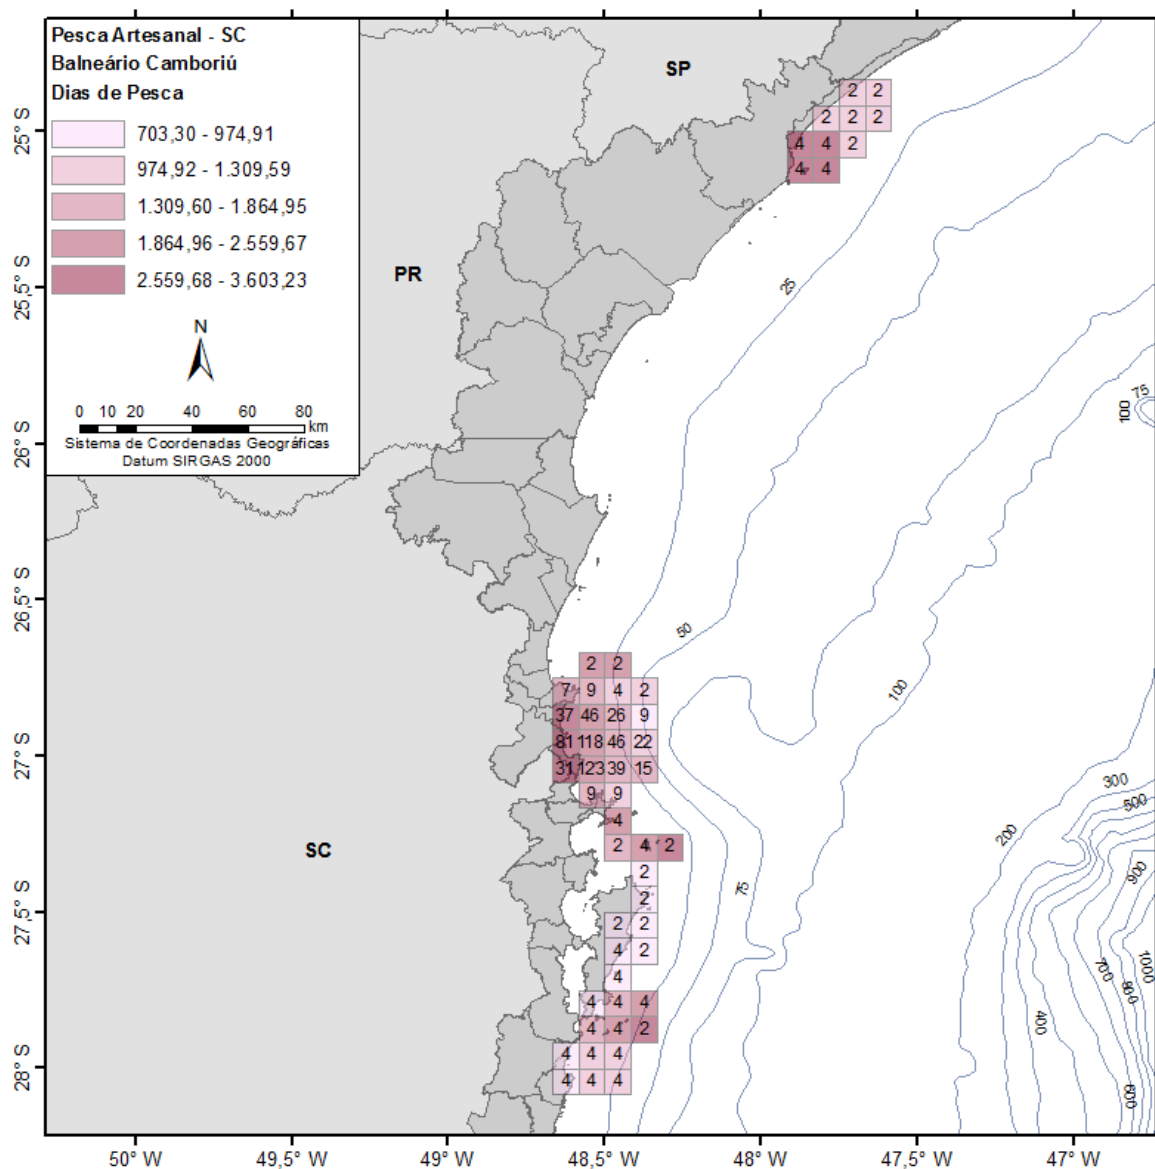 Pesca Artesanal - SC
Balneário Camboriú
Dias de Pesca
703,30 - 974,91
974,92 - 1.309,59
1.309,60 - 1.864,95
1.864,96 - 2.559,67
2.559,68 - 3.603,23
N
0 10 20 40 60 80
km
Sistema de Coordenadas Geográficas
Datum SIRGAS 2000
SP
PR
SC
2 2
2 2 2
4 4 2
4 4
25
75
100
50
100
2 2
7 9 4 2
37 46 26 9
81 118 46 22
31 123 39 15
9 9
4
2 4 2
2
2
2 2
4 2
4
4 4 4
4 4 2
4 4 4
4 4 4
75
200
300
500
900
1000
700
800
400
600
25° S
25,5° S
26° S
26,5° S
27° S
27,5° S
28° S
50° W
49,5° W
49° W
48,5° W
48° W
47,5° W
47° W